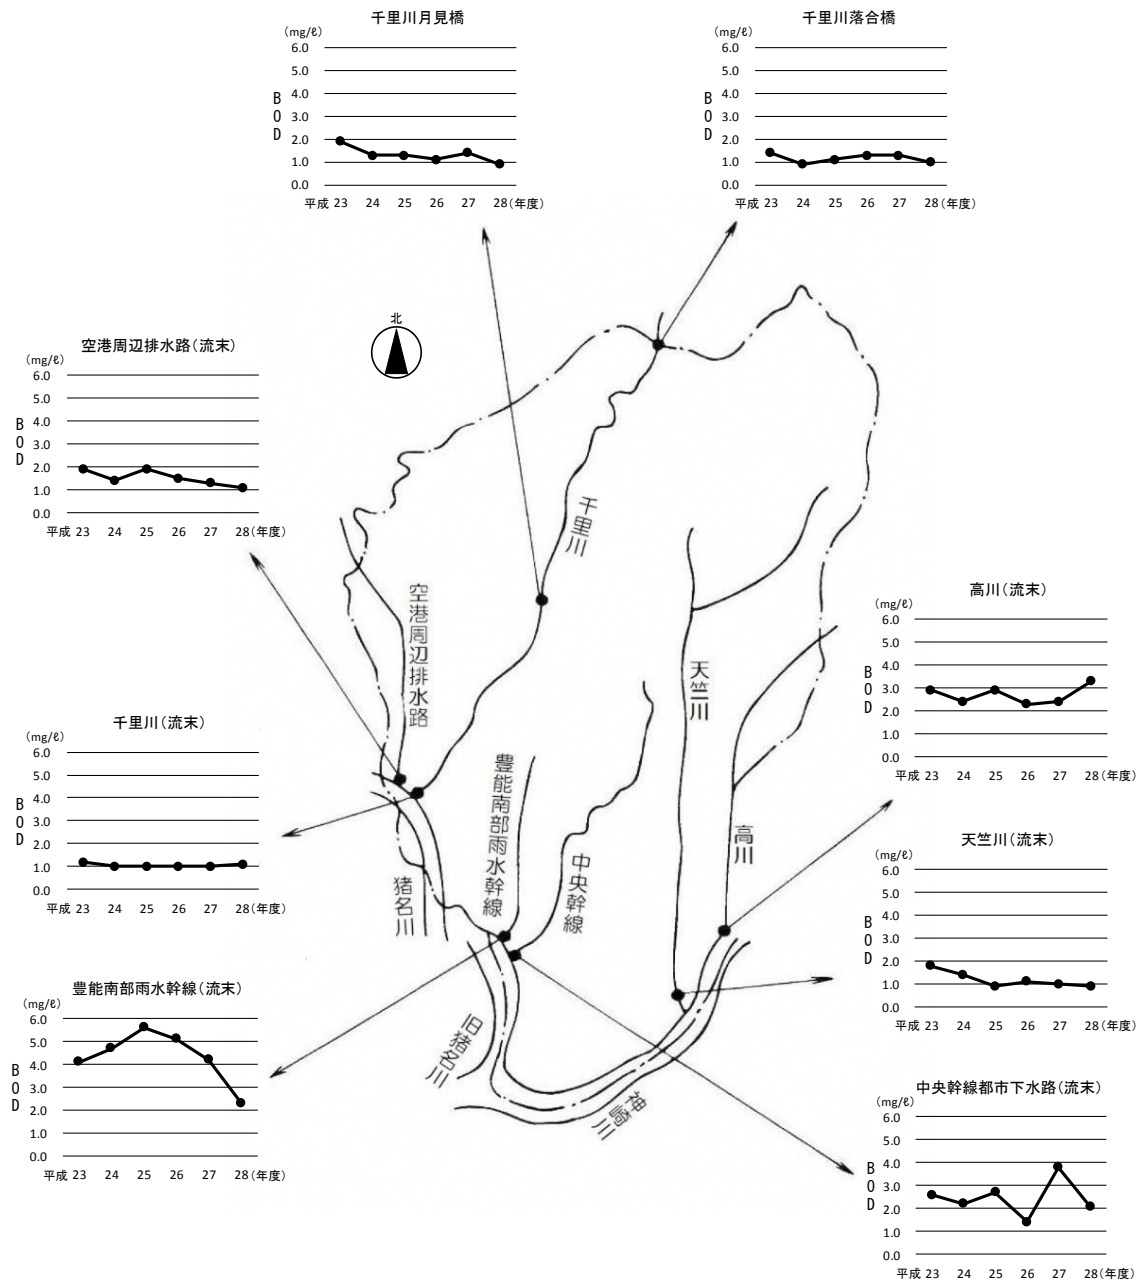 千里川月見橋
(mg/ℓ)
6.0
5.0
4.0
3.0
2.0
1.0
0.0
BOD
平成 23 24 25 26 27 28(年度)
千里川落合橋
(mg/ℓ)
6.0
5.0
4.0
3.0
2.0
1.0
0.0
BOD
平成 23 24 25 26 27 28(年度)
北
空港周辺排水路(流末)
(mg/ℓ)
6.0
5.0
4.0
3.0
2.0
1.0
0.0
BOD
平成 23 24 25 26 27 28(年度)
千里川
空港周辺排水路
天竺川
高川(流末)
(mg/ℓ)
6.0
5.0
4.0
3.0
2.0
1.0
0.0
BOD
平成 23 24 25 26 27 28(年度)
千里川(流末)
(mg/ℓ)
6.0
5.0
4.0
3.0
2.0
1.0
0.0
BOD
平成 23 24 25 26 27 28(年度)
豊能南部雨水幹線
中央幹線
高川
猪名川
天竺川(流末)
(mg/ℓ)
6.0
5.0
4.0
3.0
2.0
1.0
0.0
BOD
平成 23 24 25 26 27 28(年度)
豊能南部雨水幹線(流末)
(mg/ℓ)
6.0
5.0
4.0
3.0
2.0
1.0
0.0
BOD
平成 23 24 25 26 27 28(年度)
旧猪名川
神崎川
中央幹線都市下水路(流末)
(mg/ℓ)
6.0
5.0
4.0
3.0
2.0
1.0
0.0
BOD
平成 23 24 25 26 27 28(年度)